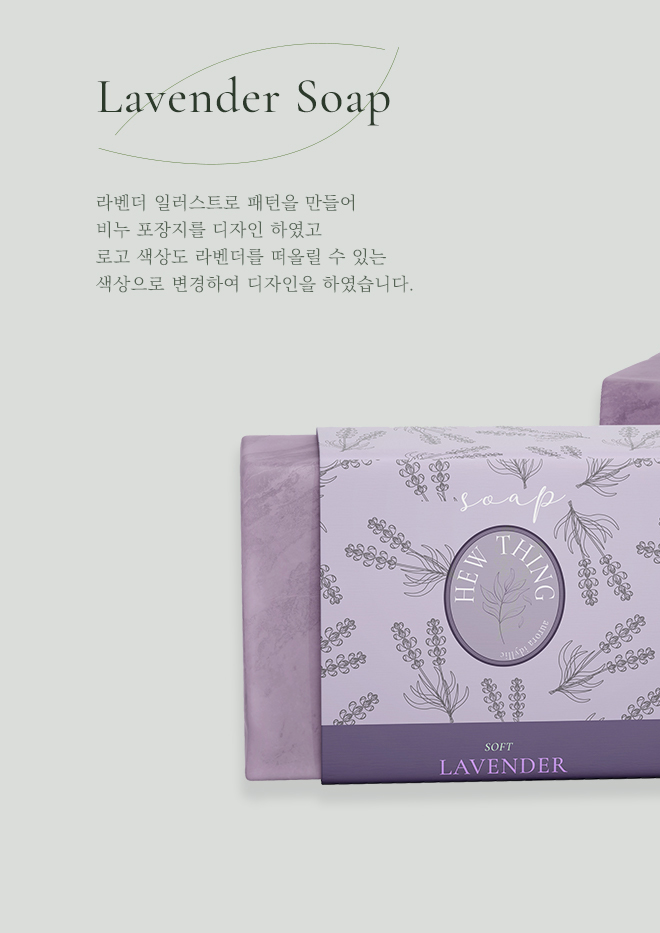 Lavender Soap
라벤더 일러스트로 패턴을 만들어
비누 포장지를 디자인 하였고
로고 색상도 라벤더를 떠올릴 수 있는
색상으로 변경하여 디자인을 하였습니다.
soap
HEW THING
aurora idyllic
SOFT
LAVENDER